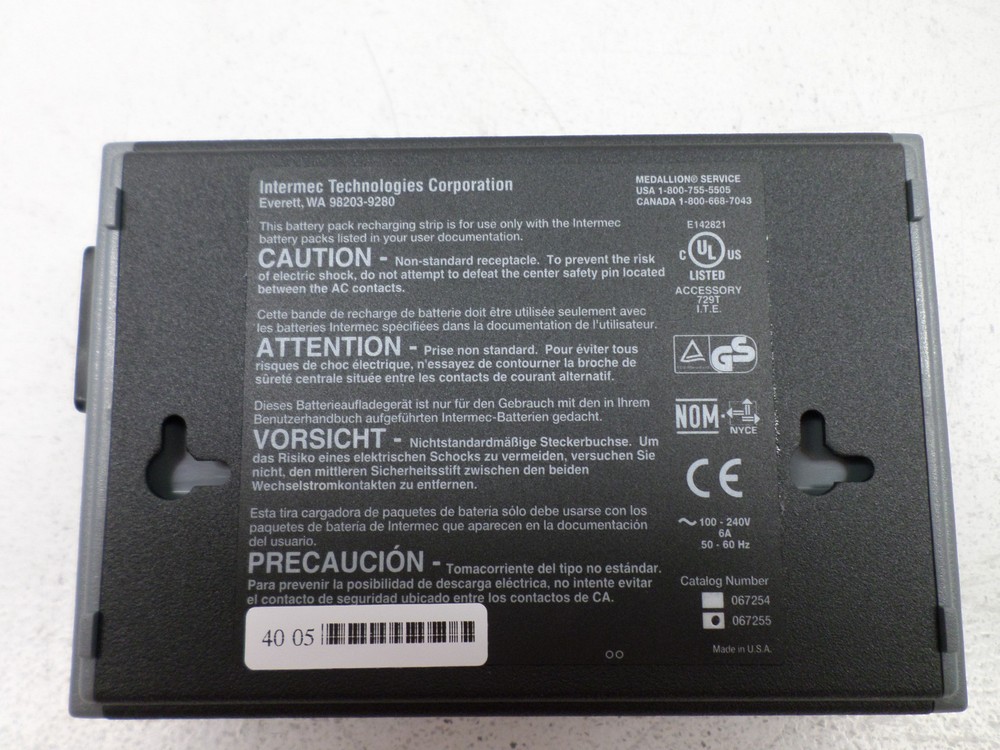 Intermec Technologies Corporation
Everett, WA 98203-9280
This battery pack recharging strip is for use only with the Intermec
battery packs listed in your user documentation.
CAUTION - Non-standard receptacle. To prevent the risk
of electric shock, do not attempt to defeat the center safety pin located
between the AC contacts.
Cette bande de recharge de batterie doit être utilisée seulement avec
les batteries Intermec spécifiées dans la documentation de l'utilisateur.
ATTENTION - Prise non standard. Pour éviter tous
risques de choc électrique, n'essayez de contourner la broche de
sûreté centrale située entre les contacts de courant alternatif.
Dieses Batterieaufladegerät ist nur für den Gebrauch mit den in Ihrem
Benutzerhandbuch aufgeführten Intermec-Batterien gedacht.
VORSICHT - Nichtstandardmäßige Steckerbuchse. Um
das Risiko eines elektrischen Schocks zu vermeiden, versuchen Sie
nicht, den mittleren Sicherheitsstift zwischen den beiden
Wechselstromkontakten zu entfernen.
Esta tira cargadora de paquetes de batería sólo debe usarse con los
paquetes de batería de Intermec que aparecen en la documentación
del usuario.
PRECAUCIÓN - Tomacorriente del tipo no estándar.
Para prevenir la posibilidad de descarga eléctrica, no intente evitar
el contacto de seguridad ubicado entre los contactos de CA.
40 05
MEDALLION® SERVICE
USA 1-800-755-5505
CANADA 1-800-668-7043
E142821
C UL US
LISTED
ACCESSORY
729T
I.T.E.
GS
NOM
NYCE
CE
~ 100 - 240V
6A
50 - 60 Hz
Catalog Number
067254
067255
Made in U.S.A.